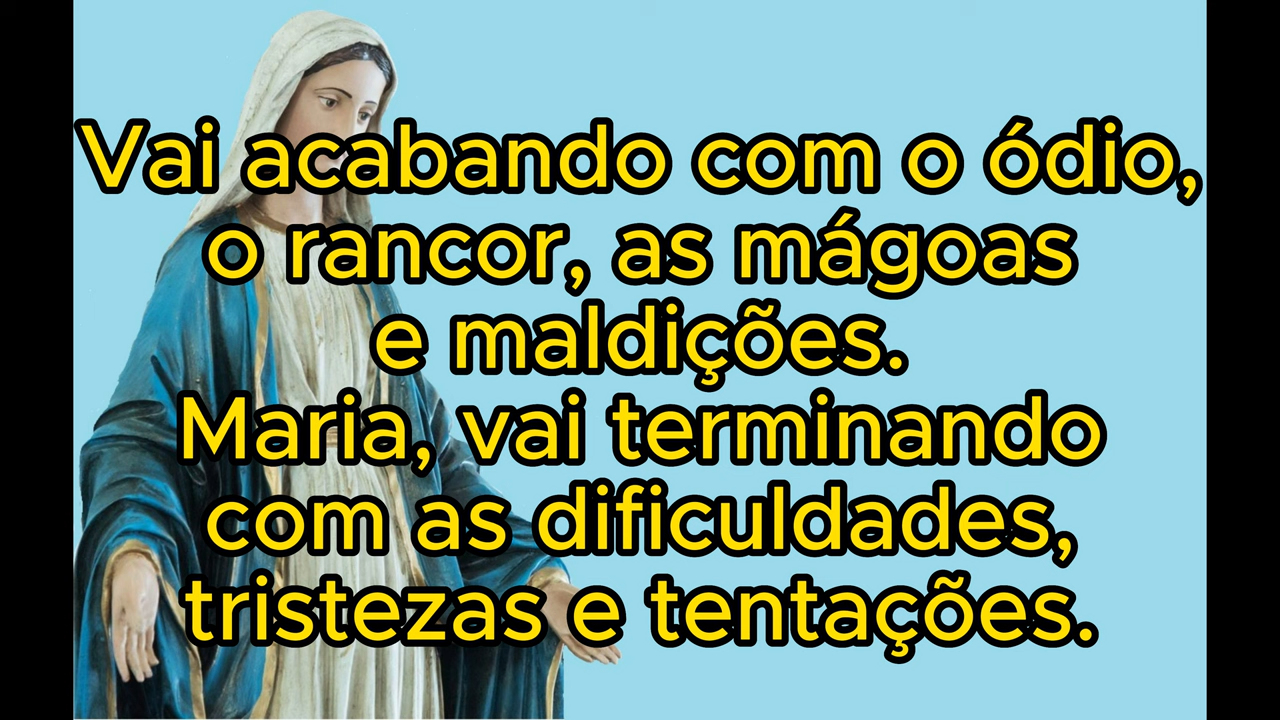 Vai acabando com o ódio,
o rancor, as mágoas
e maldições.
Maria, vai terminando
com as dificuldades,
tristezas e tentações.